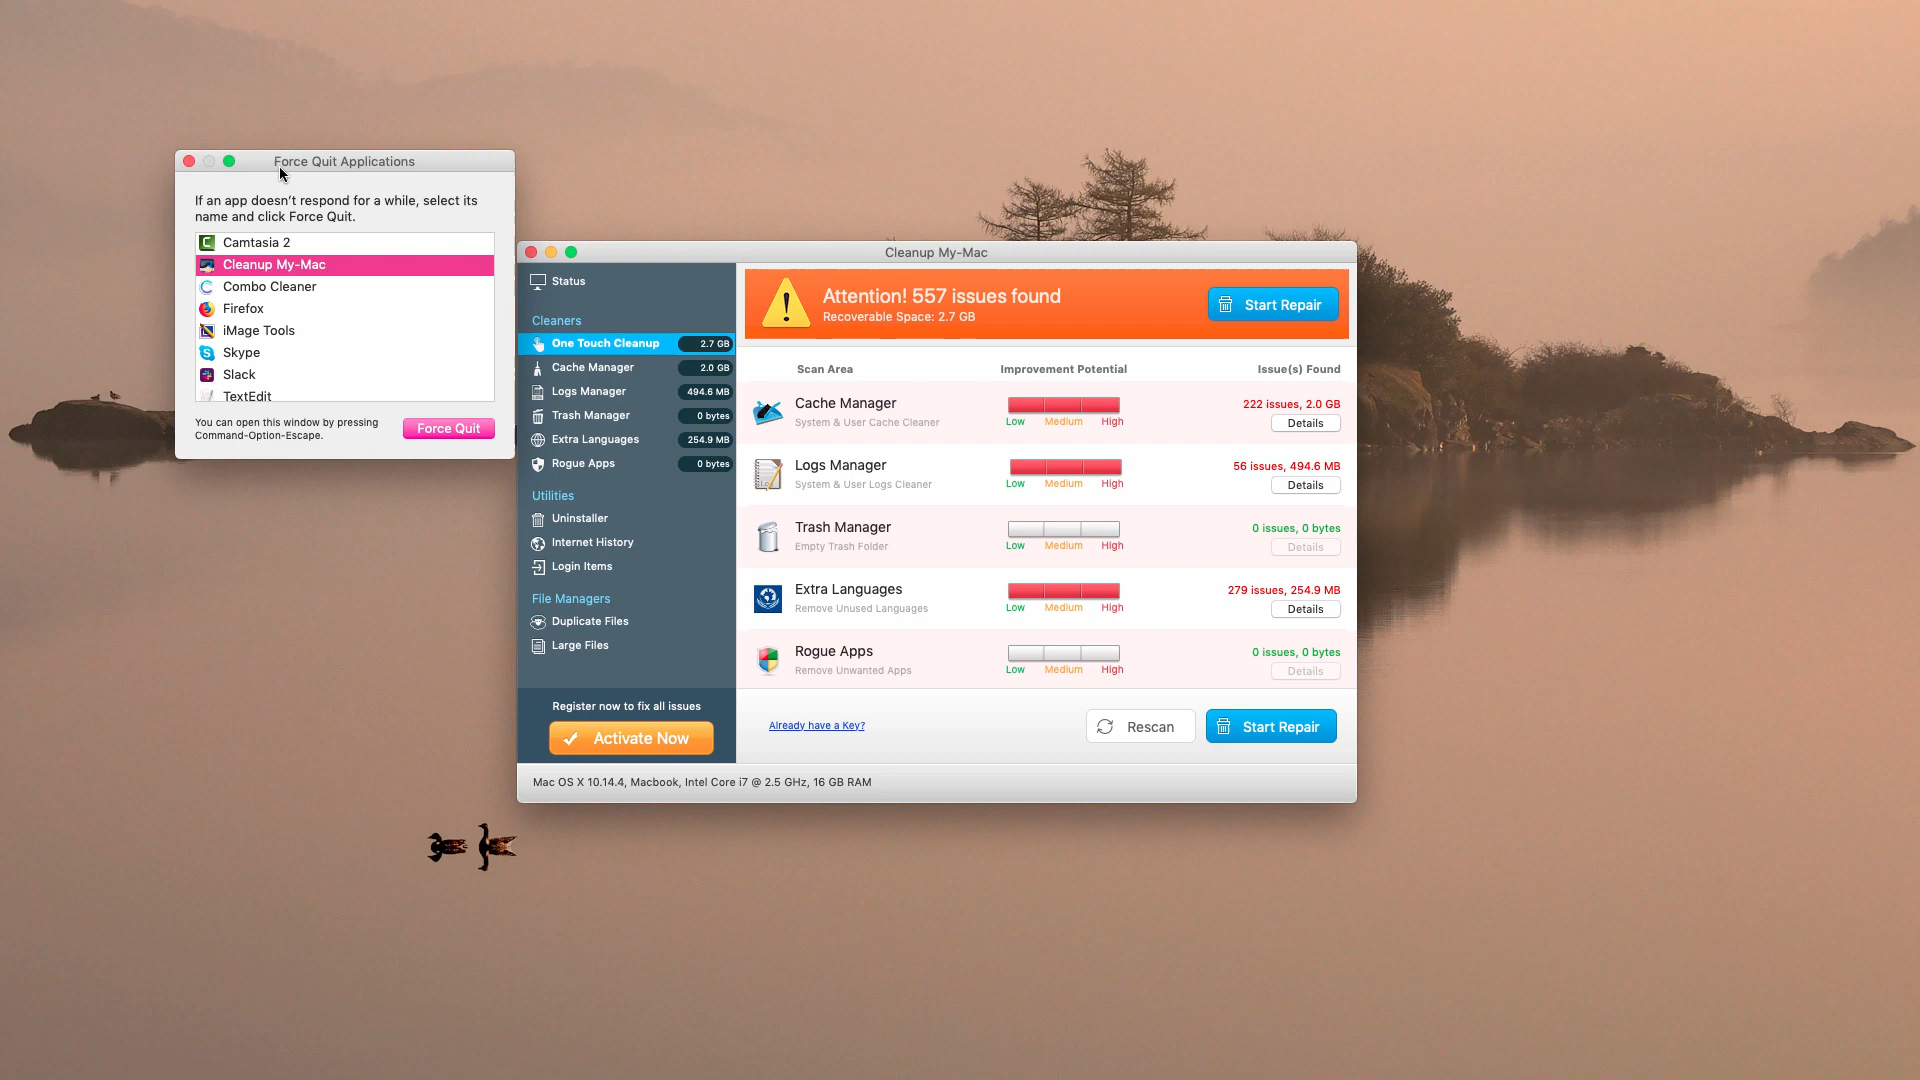 Force Quit Applications
If an app doesn't respond for a while, select its
name and click Force Quit.
Camtasia 2
Cleanup My-Mac
Combo Cleaner
Firefox
iMage Tools
Skype
Slack
TextEdit
You can open this window by pressing
Command-Option-Escape.
Force Quit
Cleanup My-Mac
Status
Cleaners
One Touch Cleanup 2.7 GB
Cache Manager 2.0 GB
Logs Manager 494.6 MB
Trash Manager 0 bytes
Extra Languages 254.9 MB
Rogue Apps 0 bytes
Utilities
Uninstaller
Internet History
Login Items
File Managers
Duplicate Files
Large Files
Register now to fix all issues
Activate Now
Attention! 557 issues found
Recoverable Space: 2.7 GB
Start Repair
Scan Area Improvement Potential Issue(s) Found
Cache Manager
System & User Cache Cleaner
Low Medium High
222 issues, 2.0 GB
Details
Logs Manager
System & User Logs Cleaner
Low Medium High
56 issues, 494.6 MB
Details
Trash Manager
Empty Trash Folder
Low Medium High
0 issues, 0 bytes
Details
Extra Languages
Remove Unused Languages
Low Medium High
279 issues, 254.9 MB
Details
Rogue Apps
Remove Unwanted Apps
Low Medium High
0 issues, 0 bytes
Details
Already have a Key?
Rescan
Start Repair
Mac OS X 10.14.4, Macbook, Intel Core i7 @ 2.5 GHz, 16 GB RAM